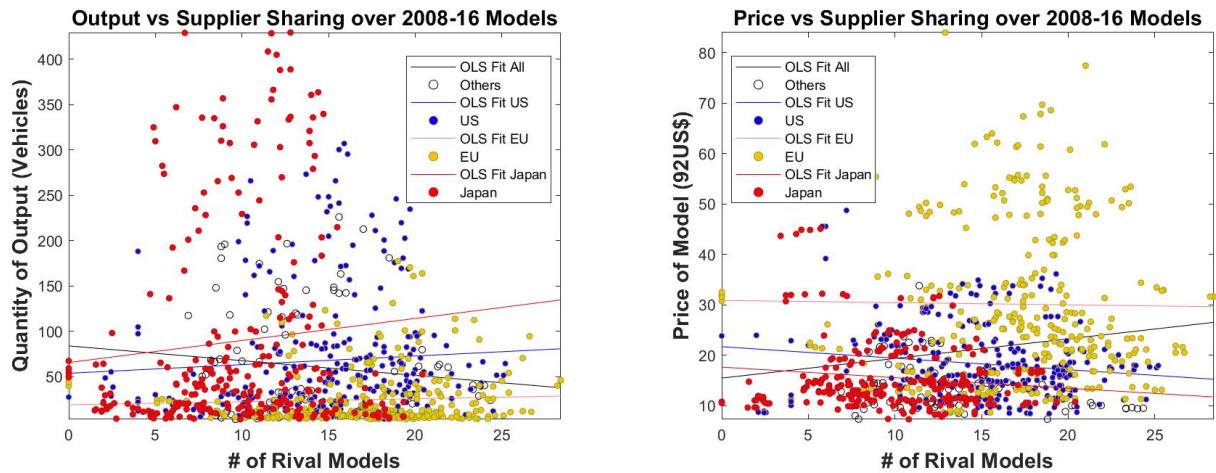 Output vs Supplier Sharing over 2008-16 Models
Quantity of Output (Vehicles)
400
350
300
250
200
150
100
50
0
5
10
15
20
25
# of Rival Models
OLS Fit All
Others
OLS Fit US
US
OLS Fit EU
EU
OLS Fit Japan
Japan
Price vs Supplier Sharing over 2008-16 Models
Price of Model (92US$)
80
70
60
50
40
30
20
10
0
5
10
15
20
25
# of Rival Models
OLS Fit All
Others
OLS Fit US
US
OLS Fit EU
EU
OLS Fit Japan
Japan